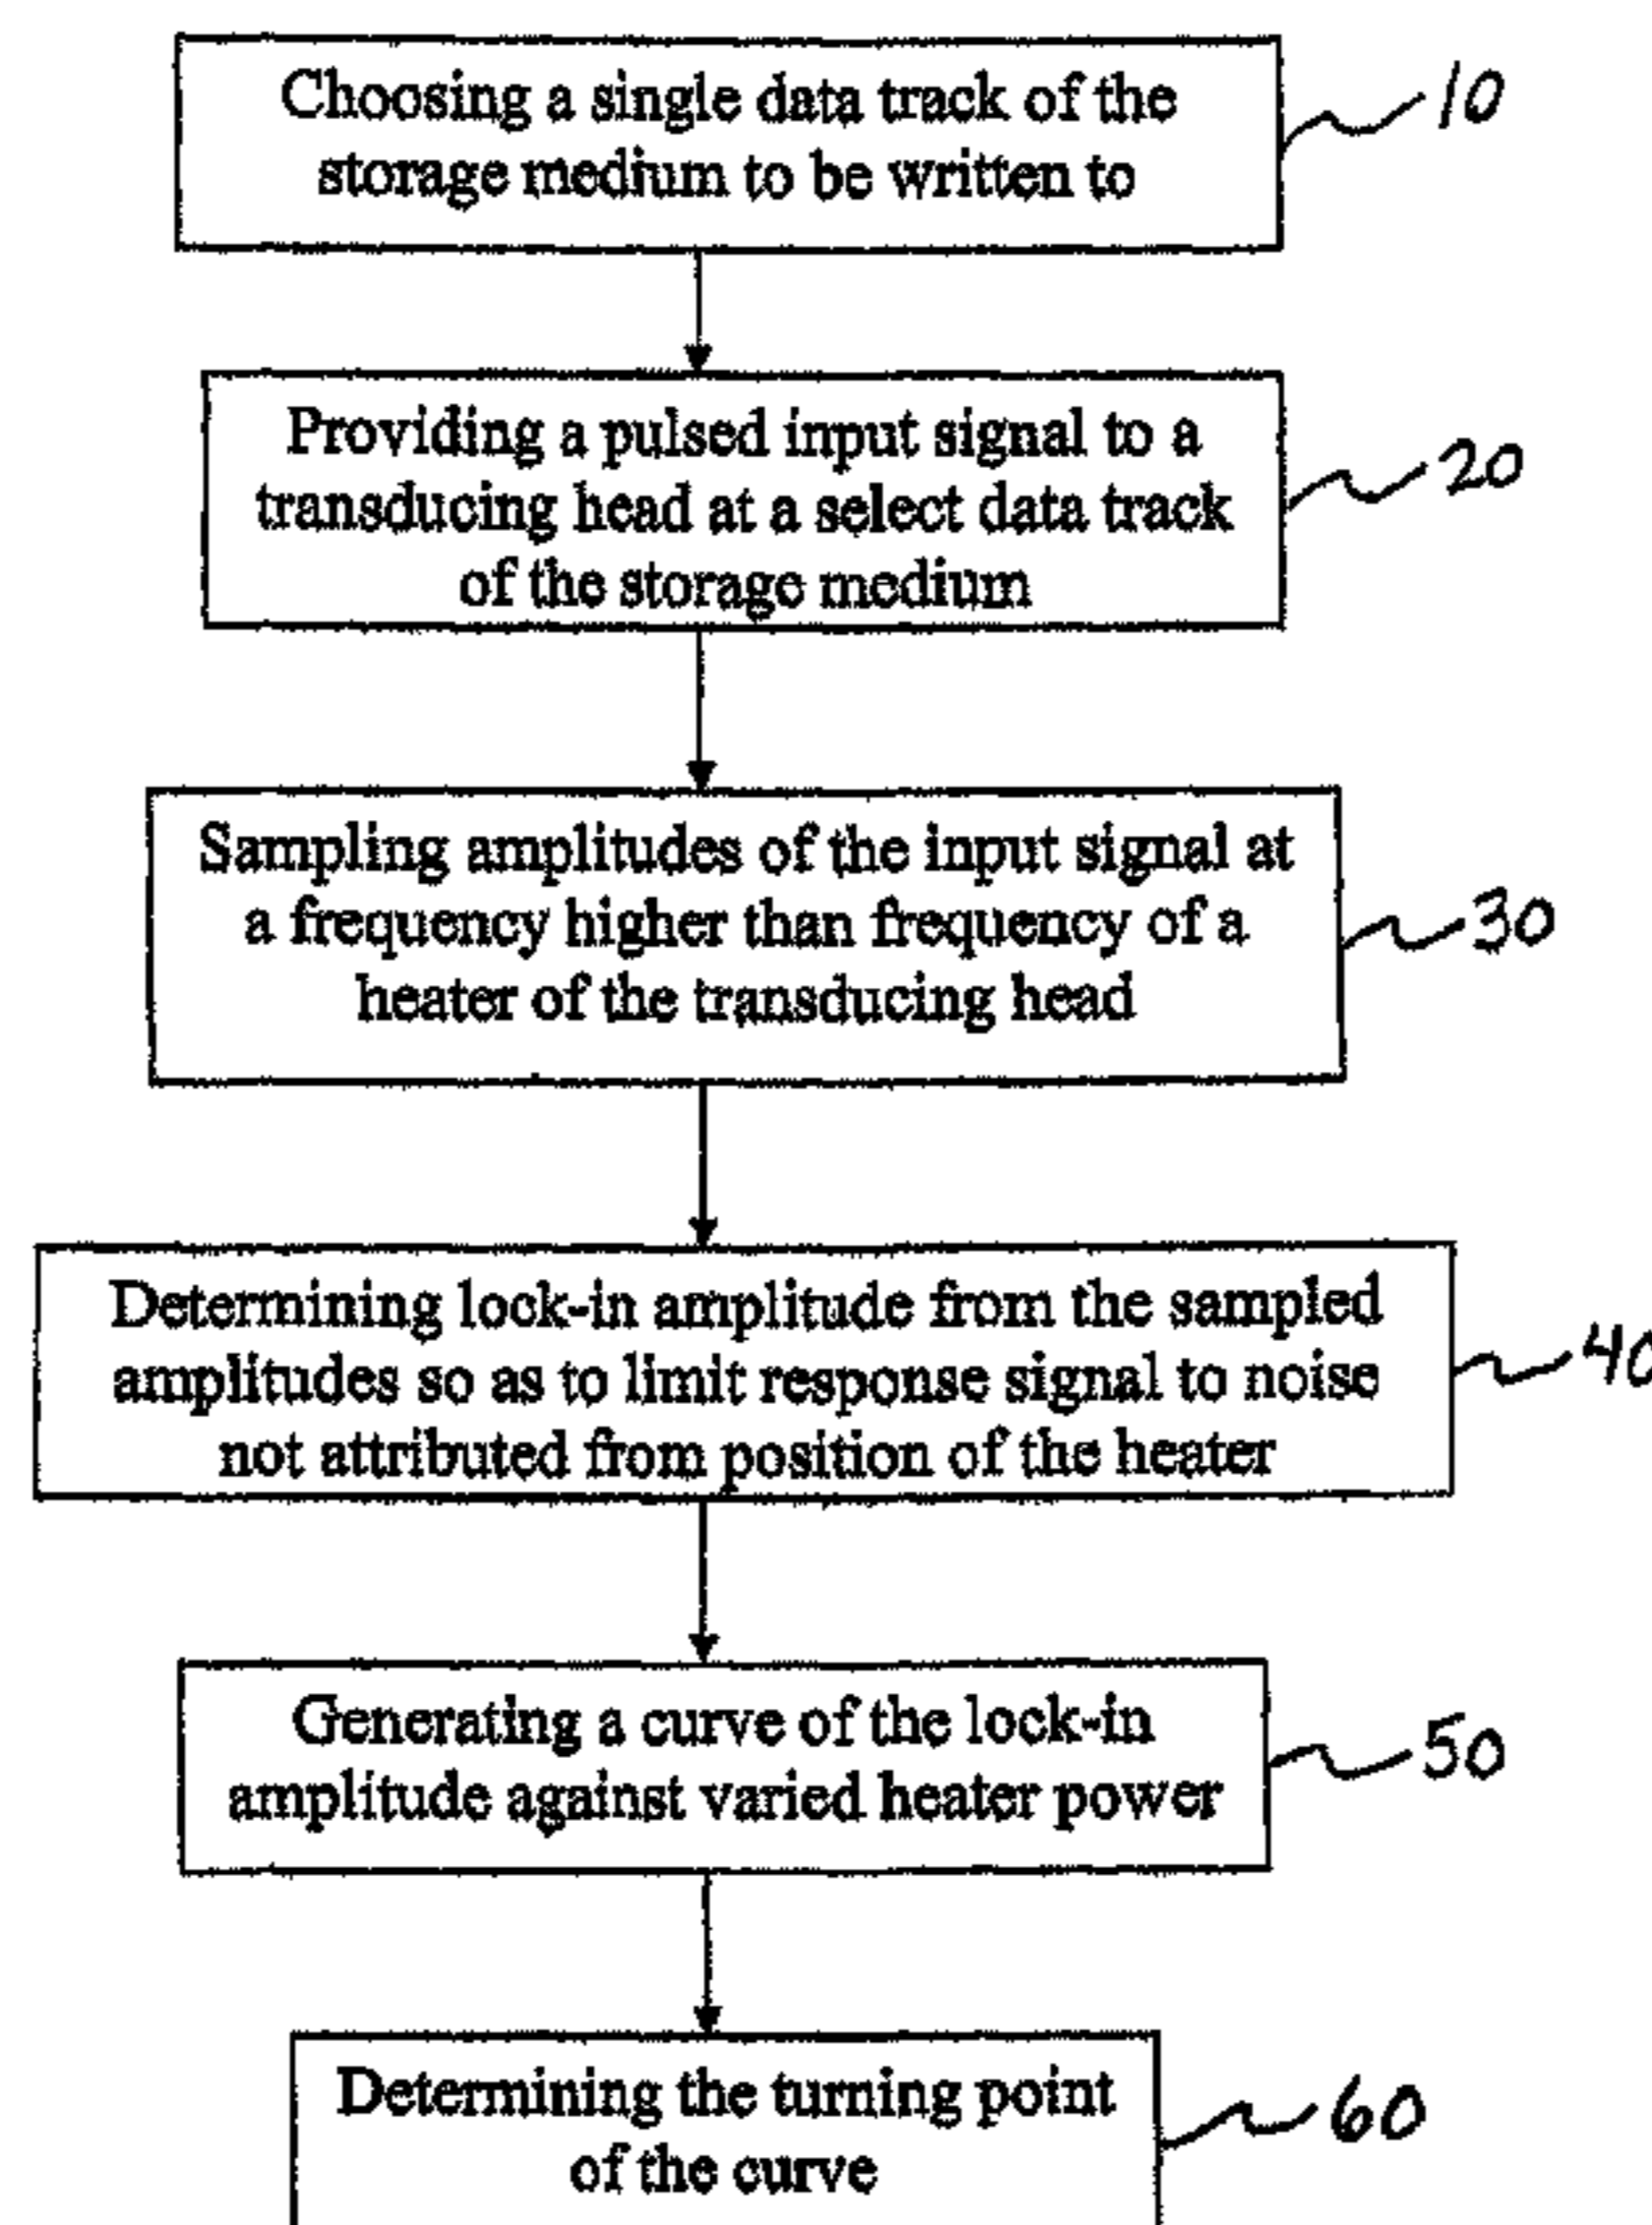 Choosing a single data track of the
storage medium to be written to
10
Providing a pulsed input signal to a
transducing head at a select data track
of the storage medium
20
Sampling amplitudes of the input signal at
a frequency higher than frequency of a
heater of the transducing head
30
Determining lock-in amplitude from the sampled
amplitudes so as to limit response signal to noise
not attributed from position of the heater
40
Generating a curve of the lock-in
amplitude against varied heater power
50
Determining the turning point
of the curve
60